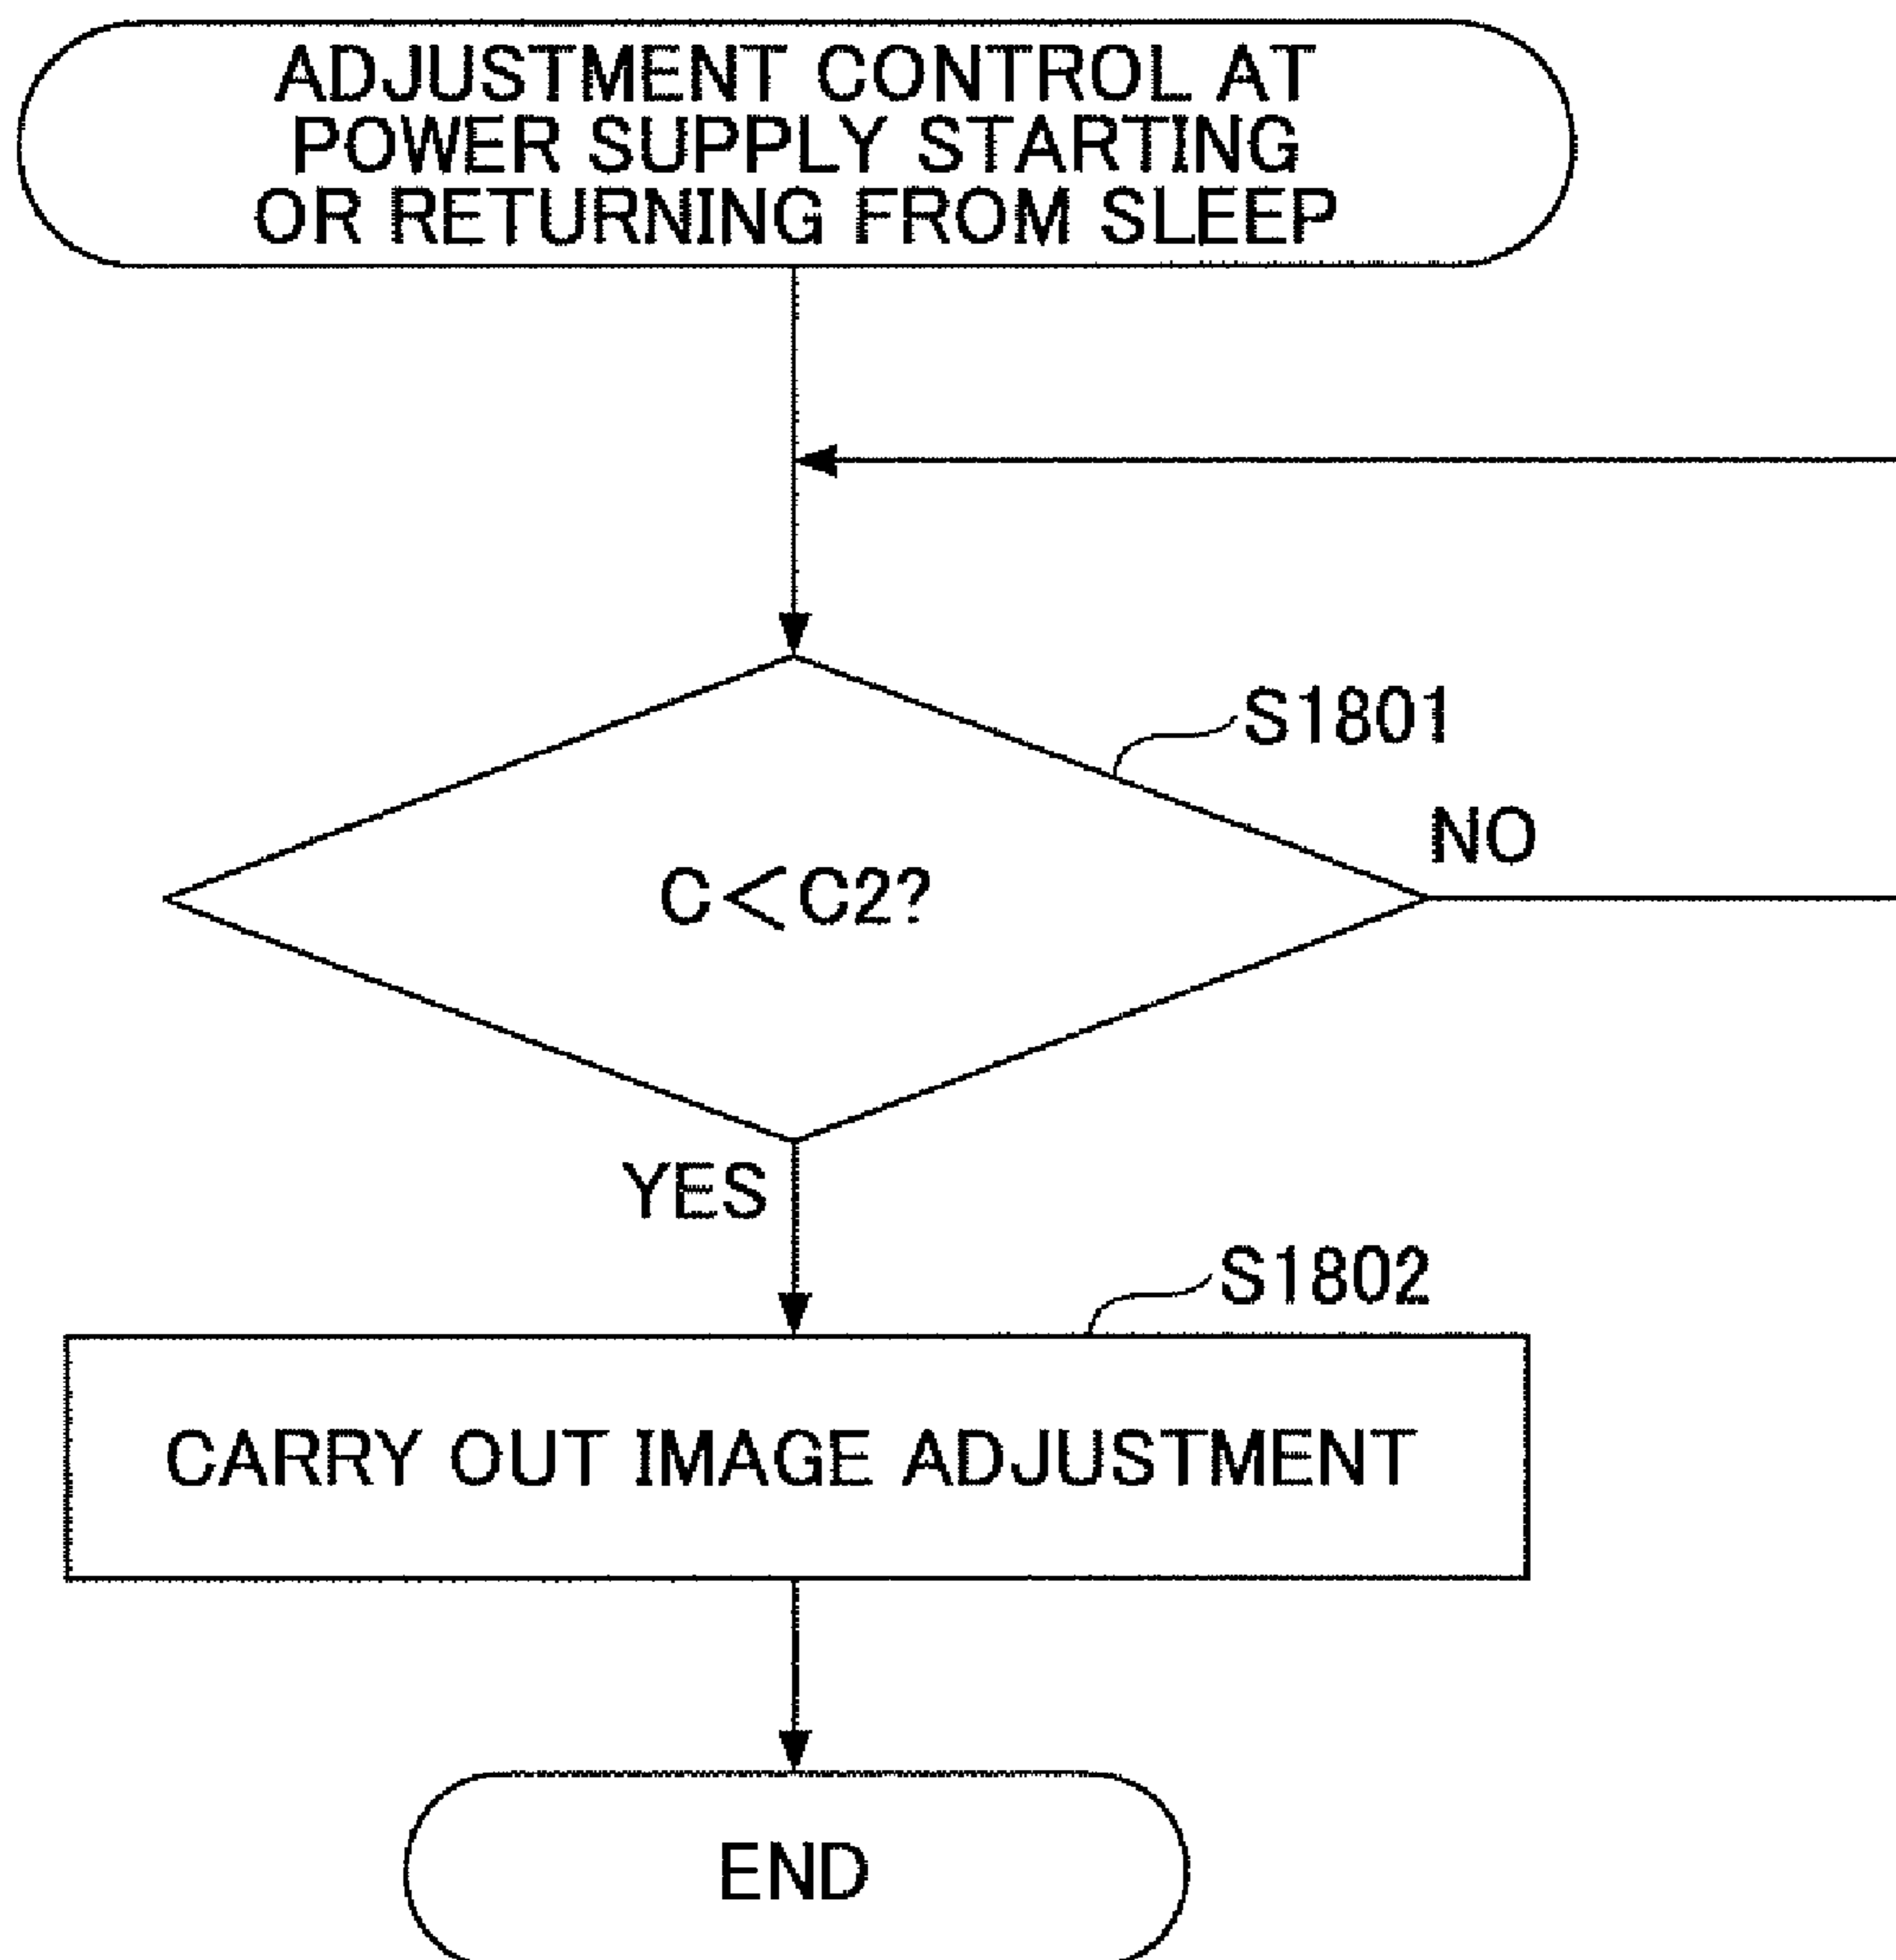 ADJUSTMENT CONTROL AT
POWER SUPPLY STARTING
OR RETURNING FROM SLEEP
S1801
NO
C<C2?
YES
S1802
CARRY OUT IMAGE ADJUSTMENT
END